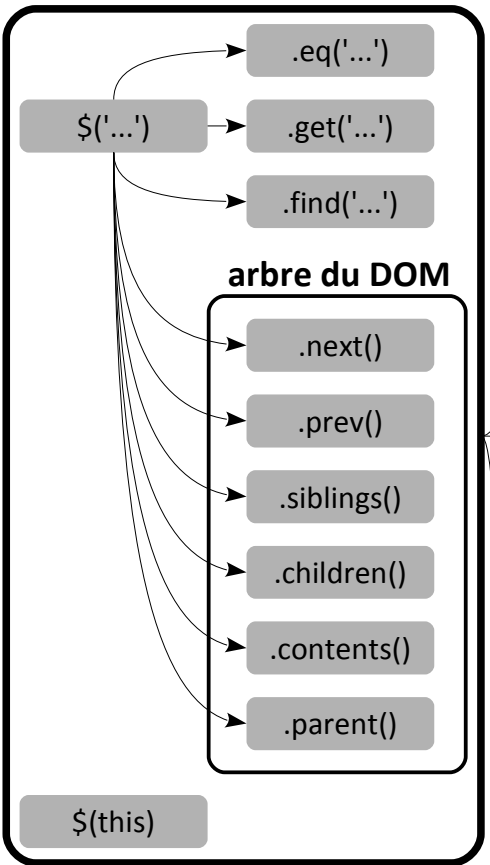 .eq('...')
$('...')
.get('...')
.find('...')
arbre du DOM
.next()
.prev()
.siblings()
.children()
.contents()
.parent()
$(this)